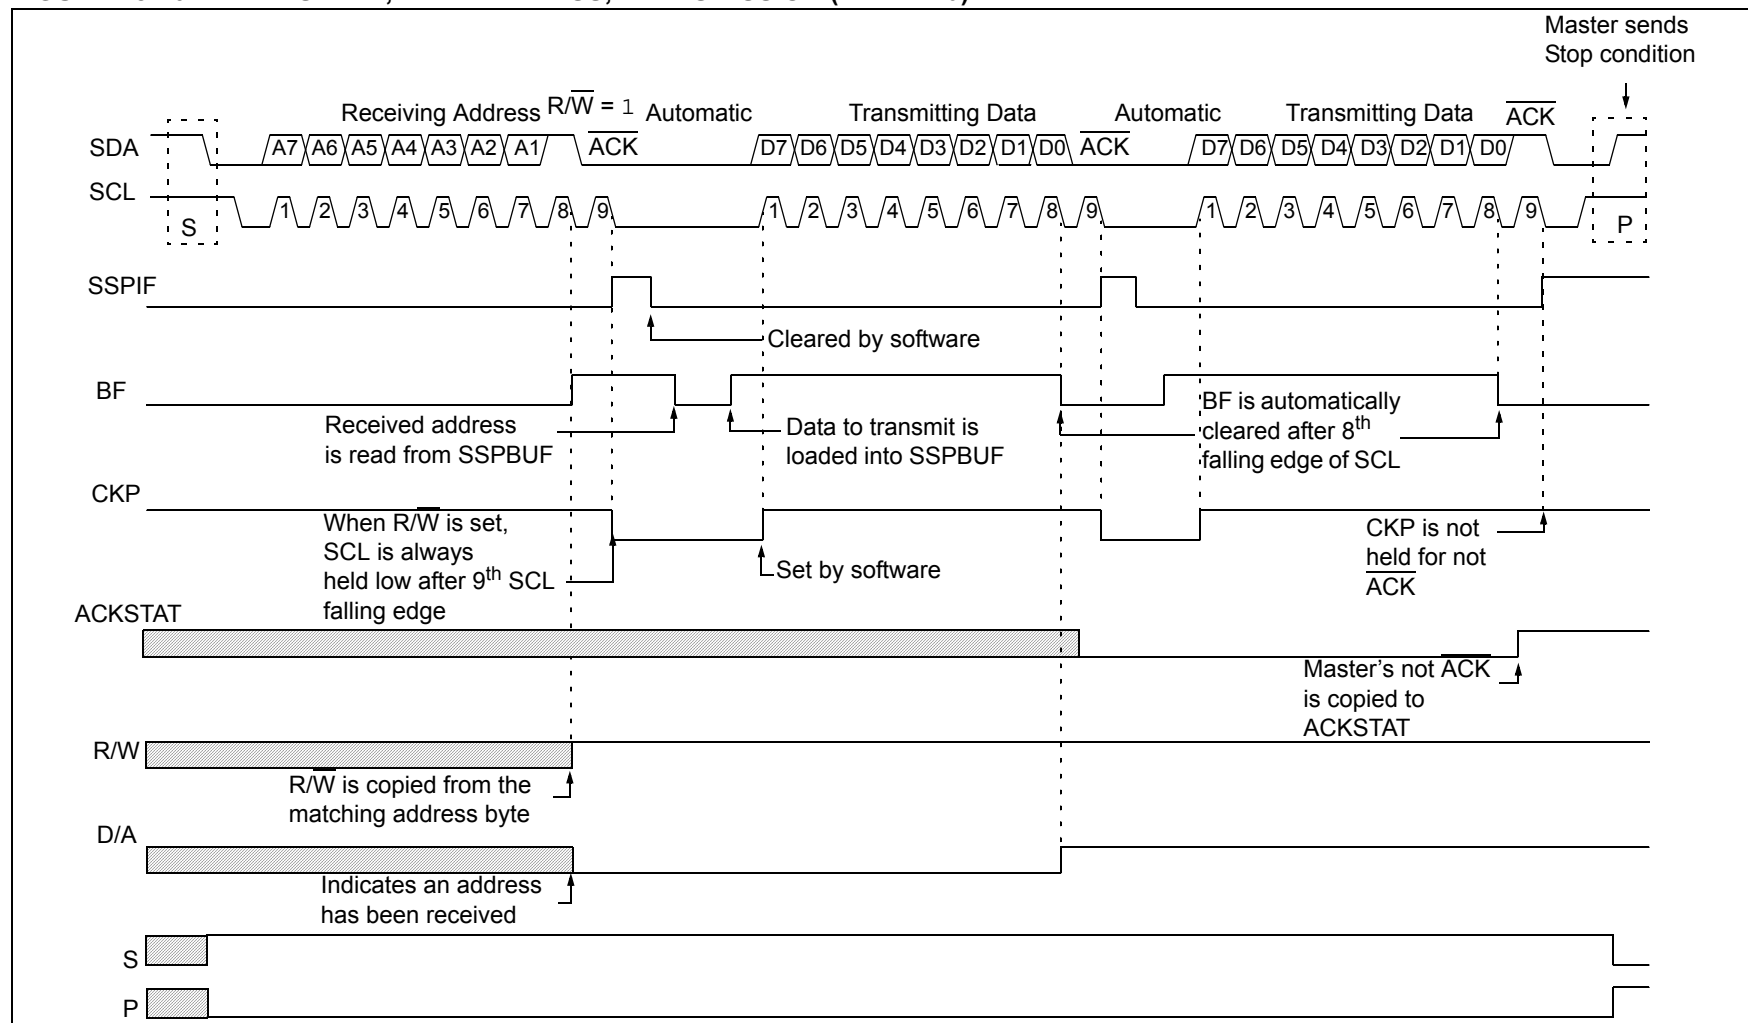 Master sends
Stop condition
Receiving Address R/W = 1 Automatic Transmitting Data Automatic Transmitting Data ACK
SDA A7 A6 A5 A4 A3 A2 A1 ACK D7 D6 D5 D4 D3 D2 D1 D0 ACK D7 D6 D5 D4 D3 D2 D1 D0
SCL 1 2 3 4 5 6 7 8 9 1 2 3 4 5 6 7 8 9 1 2 3 4 5 6 7 8 9
S P
SSPIF
Cleared by software
BF
Received address
is read from SSPBUF
Data to transmit is
loaded into SSPBUF
BF is automatically
cleared after 8th
falling edge of SCL
CKP
When R/W is set,
SCL is always
held low after 9th SCL
falling edge
Set by software
CKP is not
held for not
ACK
ACKSTAT
Master's not ACK
is copied to
ACKSTAT
R/W
R/W is copied from the
matching address byte
D/A
Indicates an address
has been received
S
P